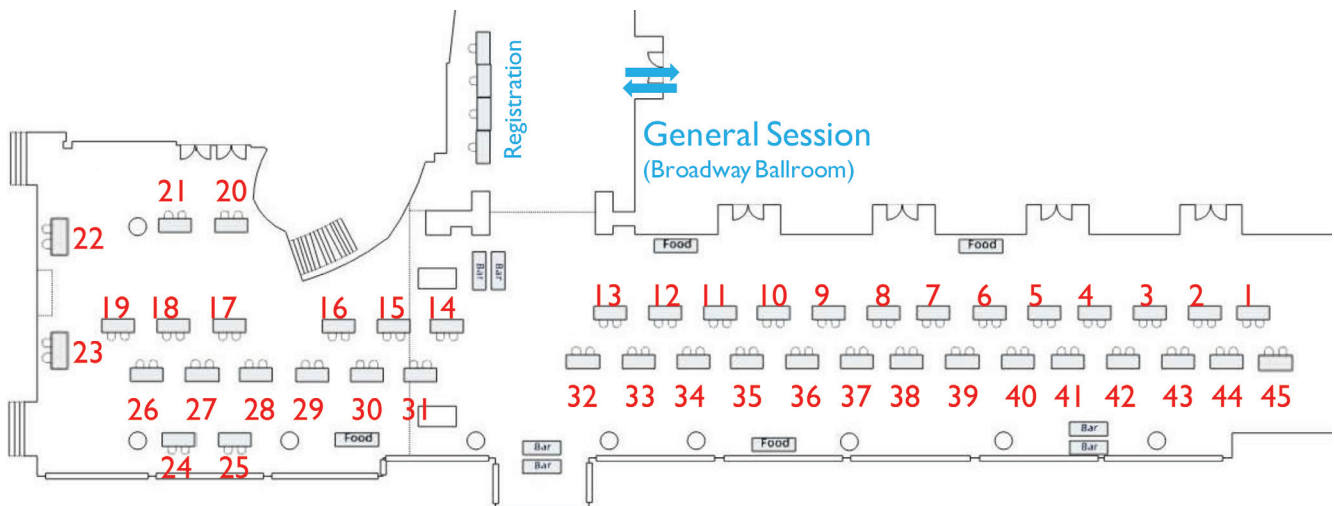 Registration
General Session
(Broadway Ballroom)
21 20
22
Food Food
Bar Bar
19 18 17 16 15 14 13 12 11 10 9 8 7 6 5 4 3 2 1
23
26 27 28 29 30 31 32 33 34 35 36 37 38 39 40 41 42 43 44 45
24 25
Food
Bar
Bar
Food
Bar
Bar